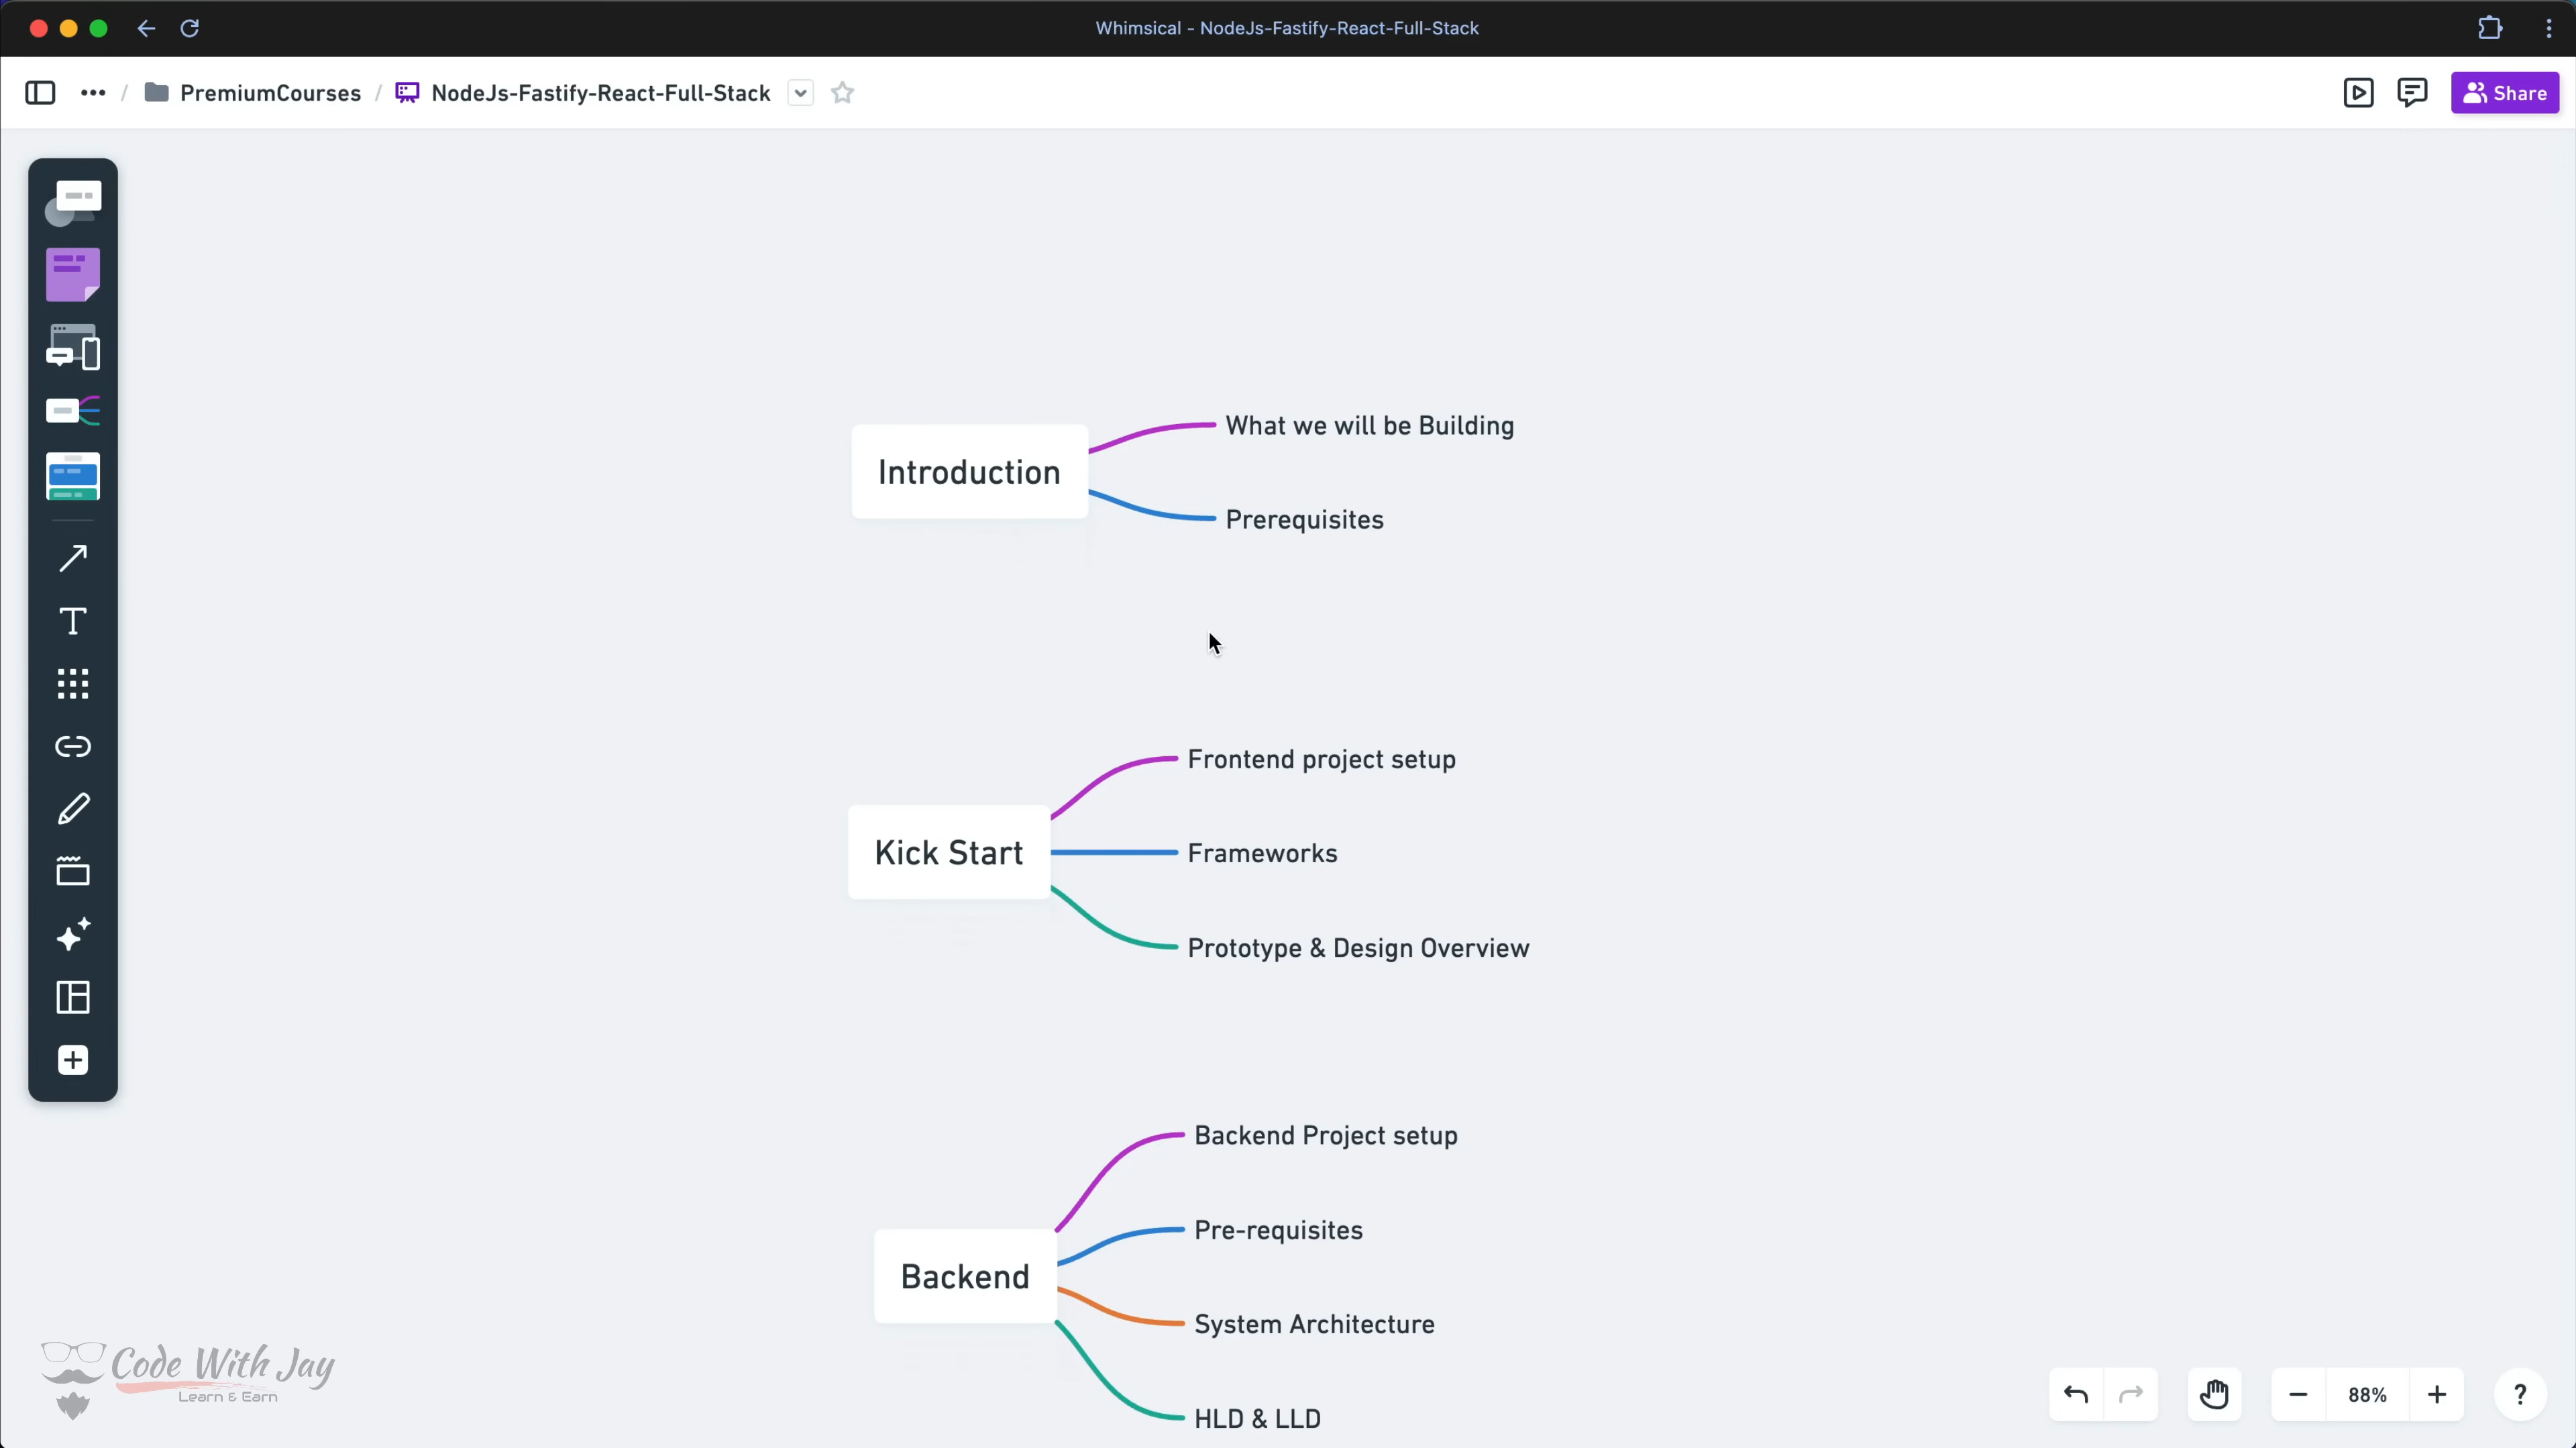 Whimsical - NodeJs-Fastify-React-Full-Stack
PremiumCourses / NodeJs-Fastify-React-Full-Stack
Share
What we will be Building
Introduction
Prerequisites
Frontend project setup
Kick Start
Frameworks
Prototype & Design Overview
Backend Project setup
Pre-requisites
Backend
System Architecture
HLD & LLD
Code With Jay
Learn & Earn
88%
?